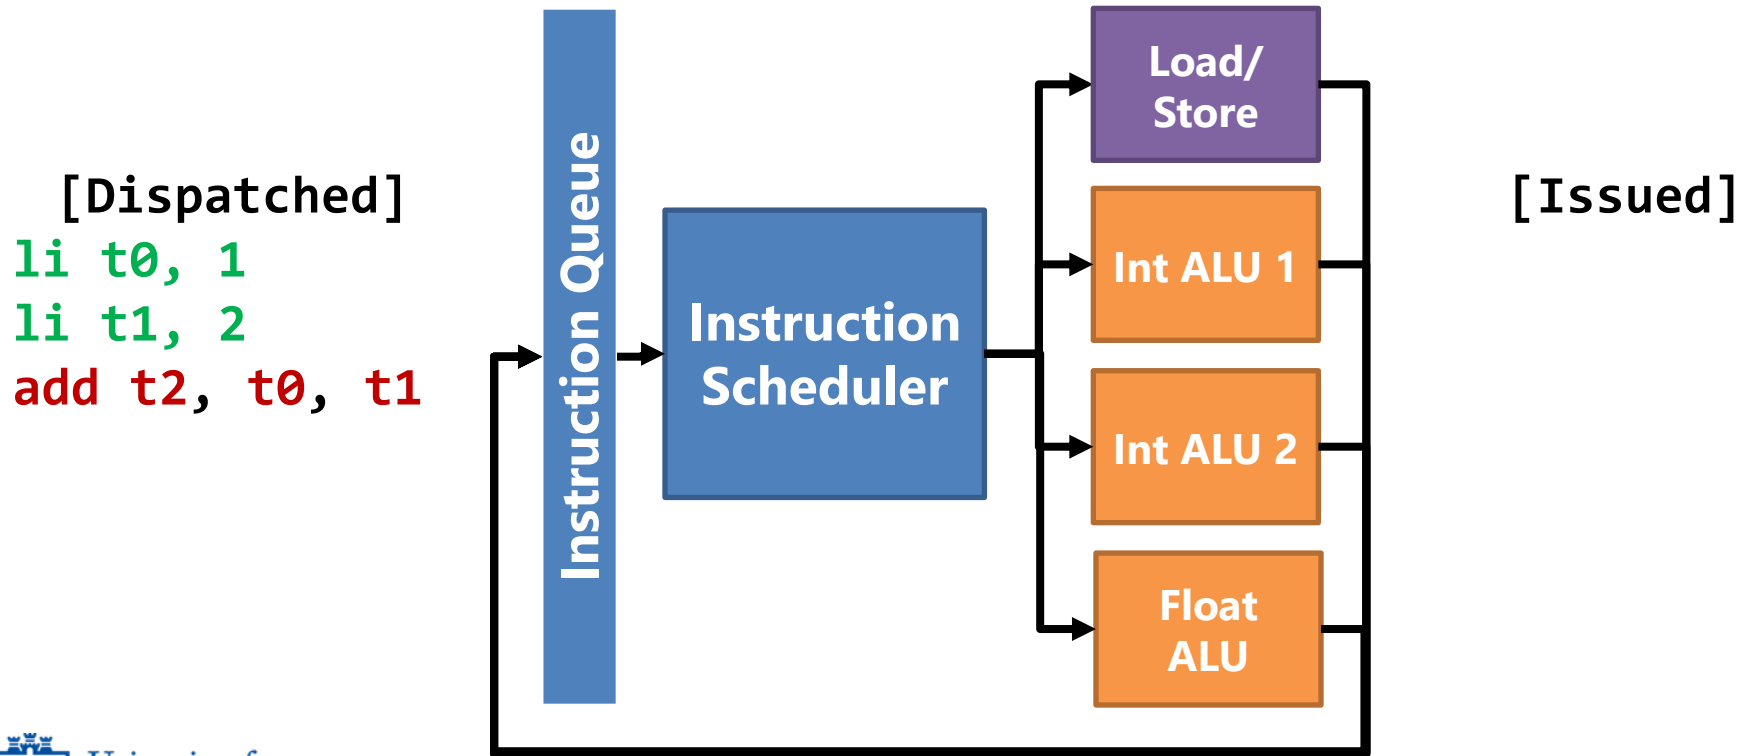 [Dispatched]
li t0, 1
li t1, 2
add t2, t0, t1
Instruction Queue
Instruction
Scheduler
Load/
Store
Int ALU 1
Int ALU 2
Float
ALU
[Issued]